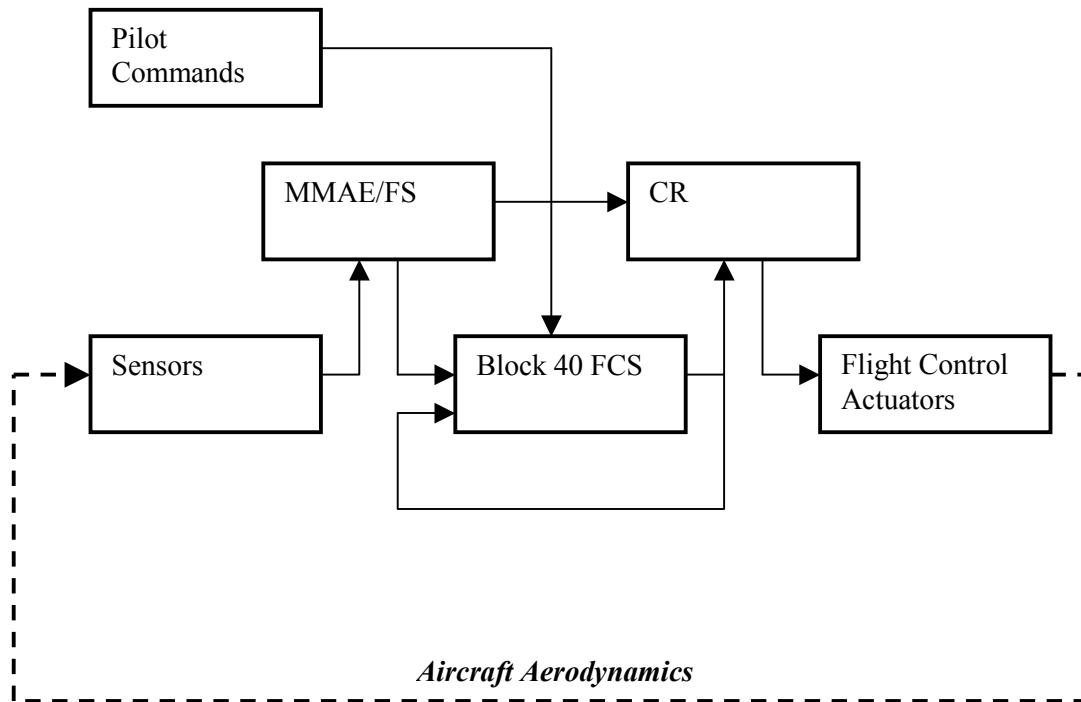 Pilot
Commands
MMAE/FS
CR
Sensors
Block 40 FCS
Flight Control
Actuators
Aircraft Aerodynamics